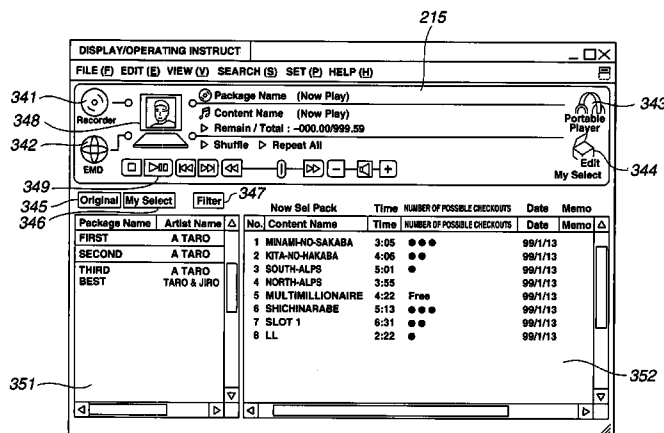 215
DISPLAY/OPERATING INSTRUCT
FILE (F) EDIT (E) VIEW (V) SEARCH (S) SET (P) HELP (H)
341
Recorder
348
342
EMD
Package Name (Now Play)
Content Name (Now Play)
Remain / Total : -000.00/999.59
Shuffle Repeat All
343
Portable Player
344
Edit
My Select
349
345
Original
My Select
346
Filter
347
Package Name Artist Name
FIRST A TARO
SECOND A TARO
THIRD A TARO
BEST TARO & JIRO
351
Now Sel Pack Time NUMBER OF POSSIBLE CHECKOUTS Date Memo
No. Content Name Time NUMBER OF POSSIBLE CHECKOUTS Date Memo
1 MINAMI-NO-SAKABA 3:05 ●●● 99/1/13
2 KITA-NO-HAKABA 4:06 ●● 99/1/13
3 SOUTH-ALPS 5:01 ● 99/1/13
4 NORTH-ALPS 3:55 99/1/13
5 MULTIMILLIONAIRE 4:22 Free 99/1/13
6 SHICHINARABE 5:13 ●●● 99/1/13
7 SLOT 1 6:31 ●● 99/1/13
8 LL 2:22 ● 99/1/13
352